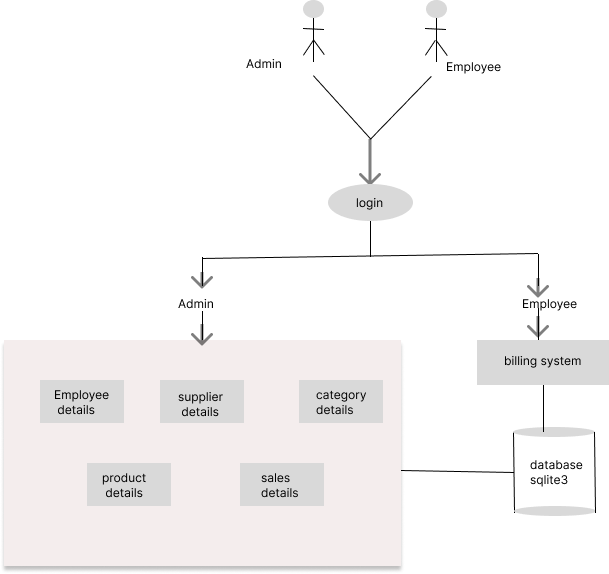 Admin
Employee
login
Admin
Employee
billing system
Employee
details
supplier
details
category
details
product
details
sales
details
database
sqlite3